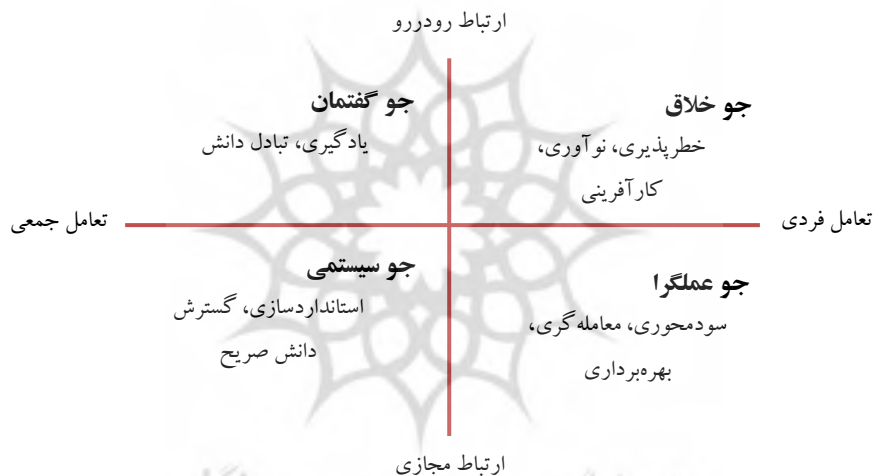 ارتباط رودررو
جو خلاق
خطرپذیری، نوآوری،
کارآفرینی
جو گفتمان
یادگیری، تبادل دانش
تعامل فردی
تعامل جمعی
جو عملگرا
سودمحوری، معامله‌گری،
بهره‌برداری
جو سیستمی
استانداردسازی، گسترش
دانش صریح
ارتباط مجازی